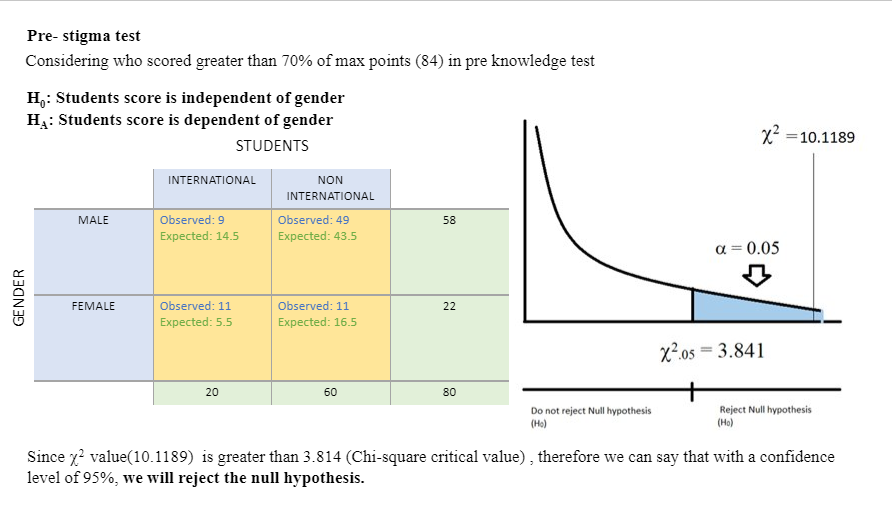 Pre- stigma test
Considering who scored greater than 70% of max points (84) in pre knowledge test
H₀: Students score is independent of gender
H_A: Students score is dependent of gender
STUDENTS
INTERNATIONAL
NON
INTERNATIONAL
GENDER
MALE
Observed: 9
Expected: 14.5
Observed: 49
Expected: 43.5
58
FEMALE
Observed: 11
Expected: 5.5
Observed: 11
Expected: 16.5
22
20
60
80
χ² =10.1189
α = 0.05
χ².₀₅ = 3.841
Do not reject Null hypothesis
(H₀)
Reject Null hypothesis
(H₀)
Since χ² value(10.1189) is greater than 3.814 (Chi-square critical value) , therefore we can say that with a confidence
level of 95%, we will reject the null hypothesis.